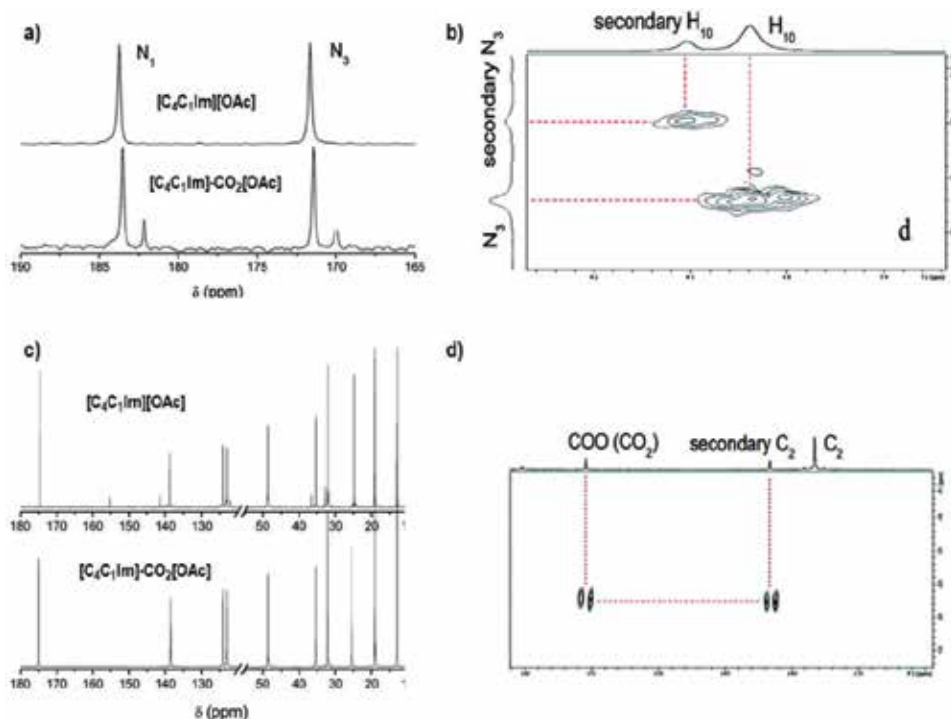 a)
N1
N3
[C4C1Im][OAc]
[C4C1Im]-CO2[OAc]
190 185 180 175 170 165
δ (ppm)
b)
secondary H10
H10
secondary N3
N3
d
c)
[C4C1Im][OAc]
180 170 160 150 140 130 50 40 30 20
[C4C1Im]-CO2[OAc]
180 170 160 150 140 130 50 40 30 20
δ (ppm)
d)
COO (CO2)
secondary C2
C2